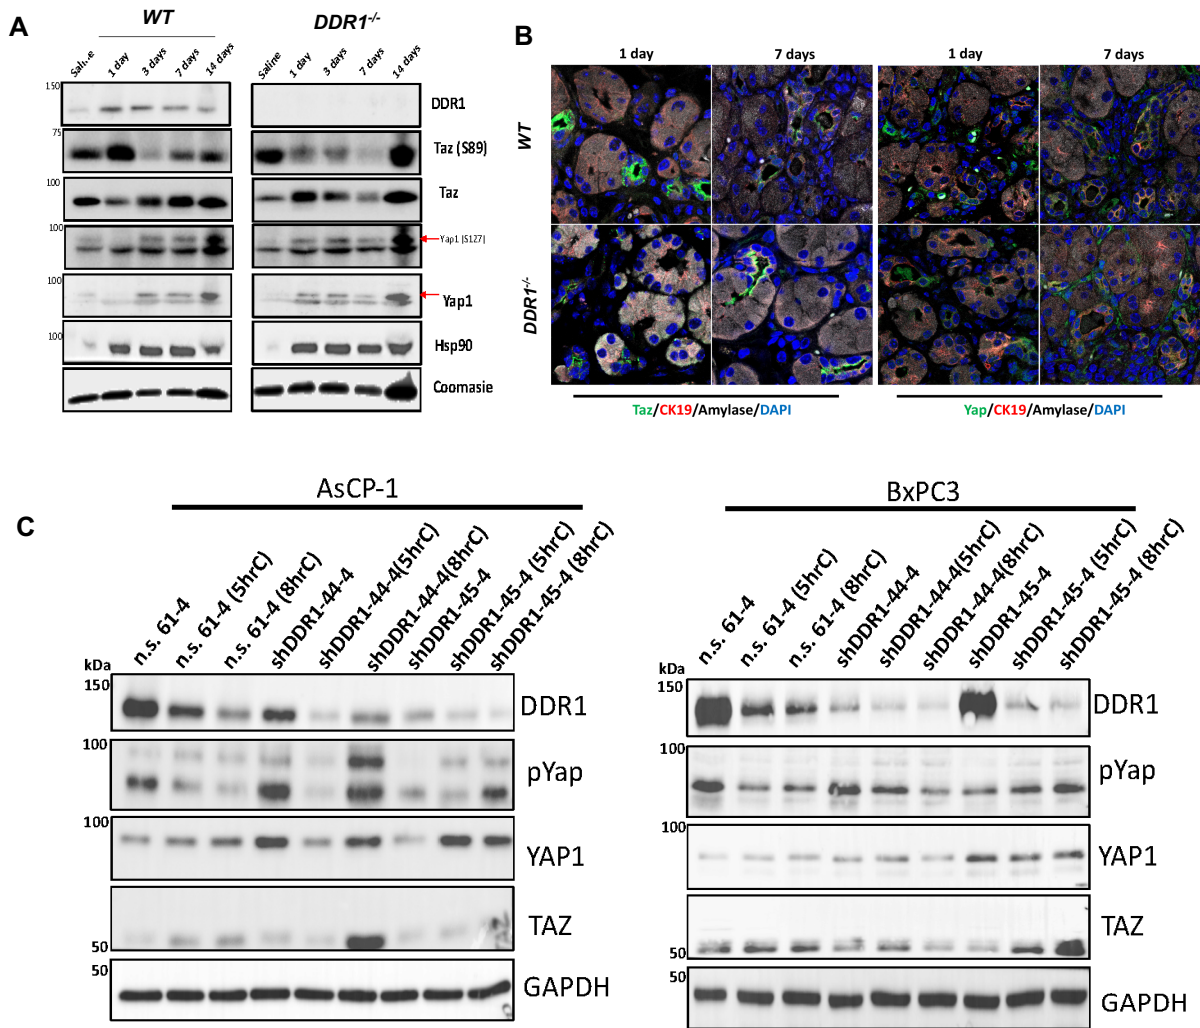 A
WT
DDR1-/-
Saline
1 day
3 days
7 days
14 days
Saline
1 day
3 days
7 days
14 days
150
DDR1
75
Taz (S89)
100
Taz
100
Yap1 (S127)
100
Yap1
100
Hsp90
Coomasie
B
1 day
7 days
1 day
7 days
WT
DDR1-/-
Taz/CK19/Amylase/DAPI
Yap/CK19/Amylase/DAPI
C
AsCP-1
n.s. 61-4
n.s. 61-4 (5hrC)
n.s. 61-4 (8hrC)
shDDR1-44-4
shDDR1-44-4(5hrC)
shDDR1-44-4(8hrC)
shDDR1-45-4
shDDR1-45-4 (5hrC)
shDDR1-45-4 (8hrC)
kDa
150
DDR1
100
pYap
100
YAP1
TAZ
50
50
GAPDH
BxPC3
n.s. 61-4
n.s. 61-4 (5hrC)
n.s. 61-4 (8hrC)
shDDR1-44-4
shDDR1-44-4(5hrC)
shDDR1-44-4(8hrC)
shDDR1-45-4
shDDR1-45-4 (5hrC)
shDDR1-45-4 (8hrC)
kDa
150
DDR1
100
pYap
100
YAP1
TAZ
50
50
GAPDH